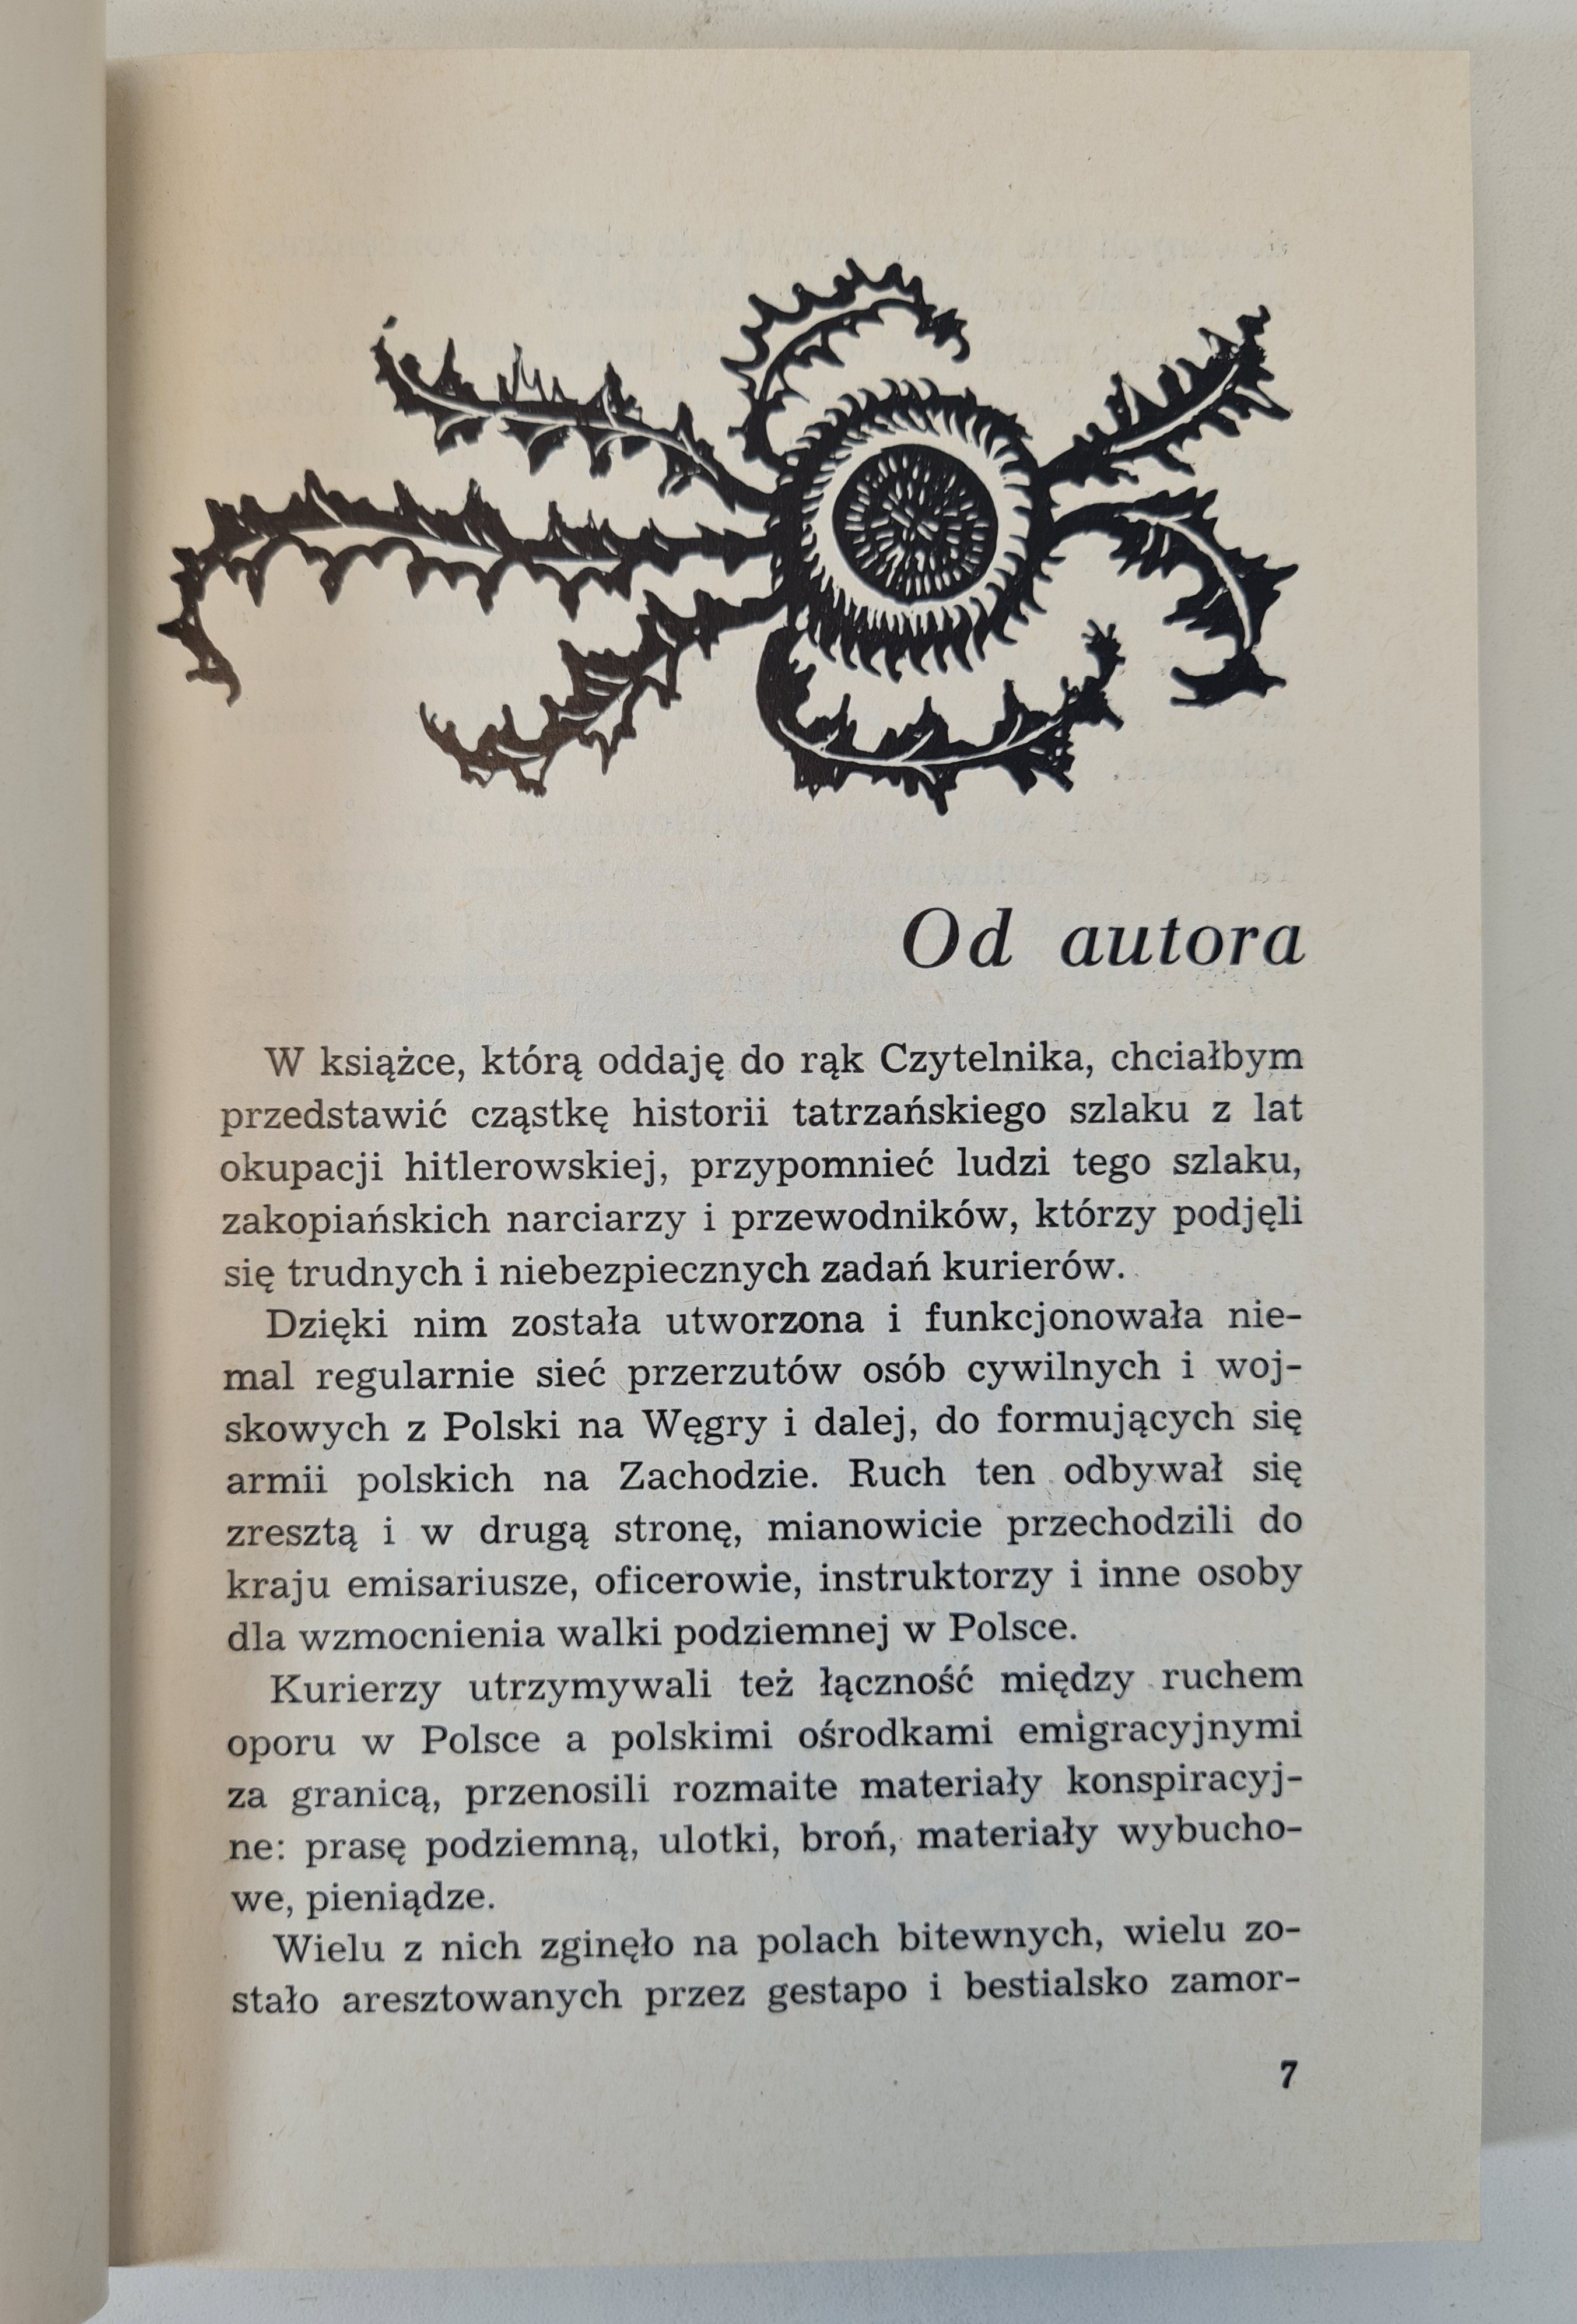 Od autora
W książce, którą oddaję do rąk Czytelnika, chciałbym
przedstawić cząstkę historii tatrzańskiego szlaku z lat
okupacji hitlerowskiej, przypomnieć ludzi tego szlaku,
zakopiańskich narciarzy i przewodników, którzy podjęli
się trudnych i niebezpiecznych zadań kurierów.
Dzięki nim została utworzona i funkcjonowała nie-
mal regularnie sieć przerzutów osób cywilnych i woj-
skowych z Polski na Węgry i dalej, do formujących się
armii polskich na Zachodzie. Ruch ten odbywał się
zresztą i w drugą stronę, mianowicie przechodzili do
kraju emisariusze, oficerowie, instruktorzy i inne osoby
dla wzmocnienia walki podziemnej w Polsce.
Kurierzy utrzymywali też łączność między ruchem
oporu w Polsce a polskimi ośrodkami emigracyjnymi
za granicą, przenosili rozmaite materiały konspiracyj-
ne: prasę podziemną, ulotki, broń, materiały wybucho-
we, pieniądze.
Wielu z nich zginęło na polach bitewnych, wielu zo-
stało aresztowanych przez gestapo i bestialsko zamor-
7